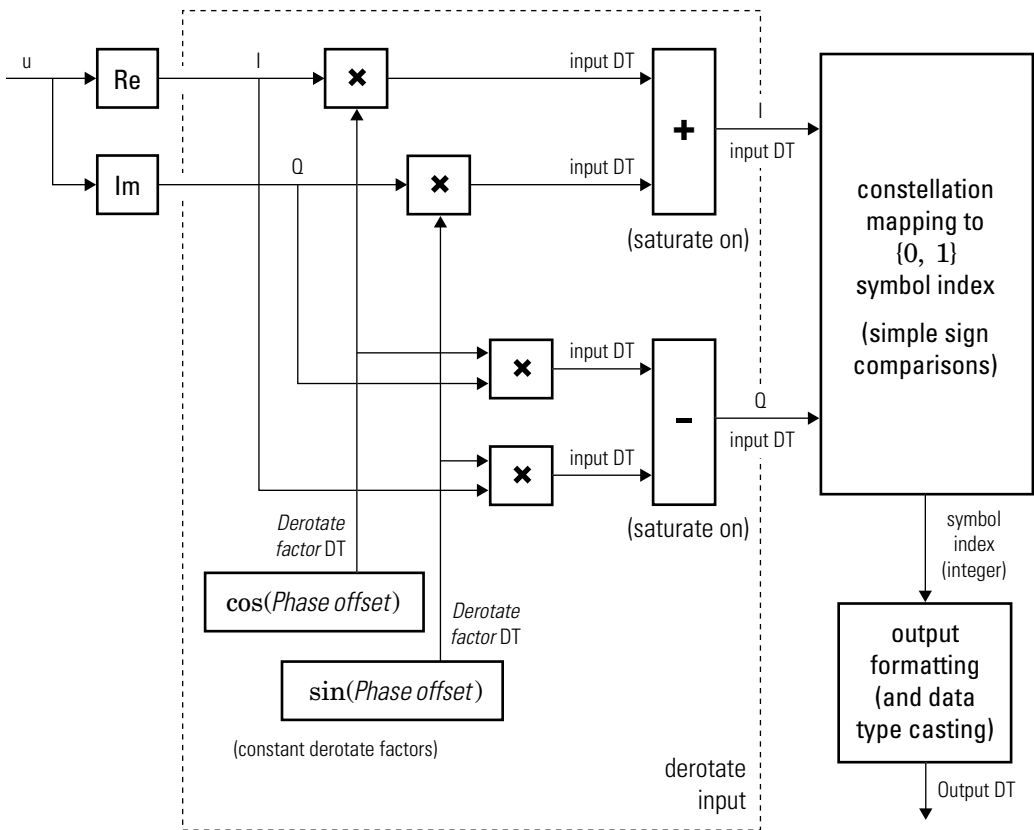 u
Re
I
×
input DT
+
I
input DT
Im
Q
×
input DT
(saturate on)
constellation
mapping to
{0, 1}
symbol index
(simple sign
comparisons)
×
input DT
−
Q
input DT
×
input DT
(saturate on)
Derotate
factor DT
cos(Phase offset)
Derotate
factor DT
sin(Phase offset)
(constant derotate factors)
derotate
input
symbol
index
(integer)
output
formatting
(and data
type casting)
Output DT